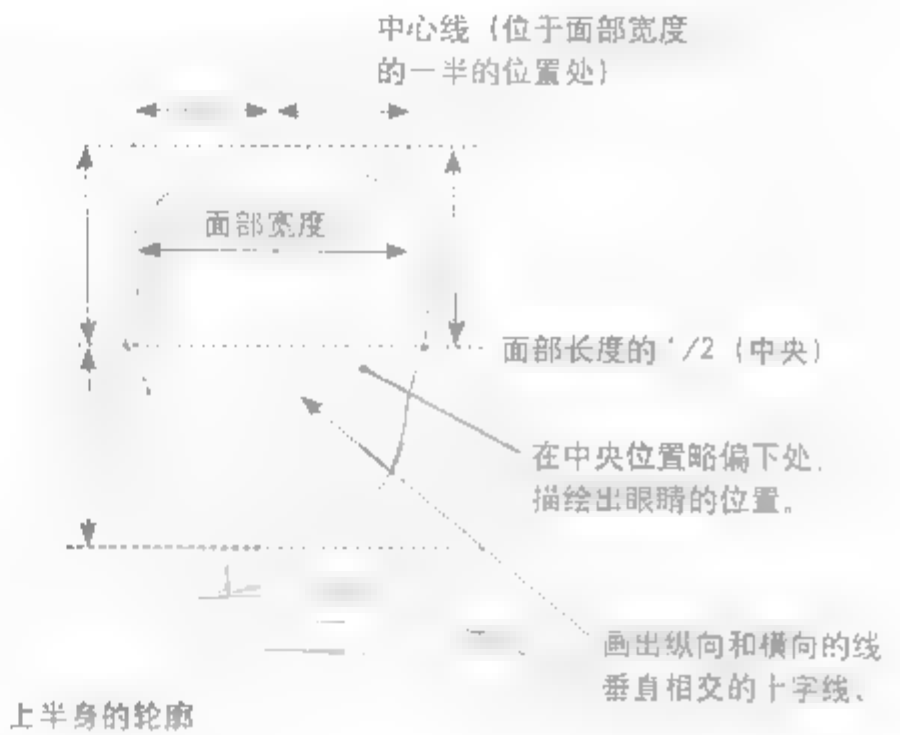 中心线（位于面部宽度
的一半的位置处）
面部宽度
面部长度的1/2（中央）
在中央位置略偏下处，
描绘出眼睛的位置。
画出纵向和横向的线
垂直相交的十字线、
上半身的轮廓